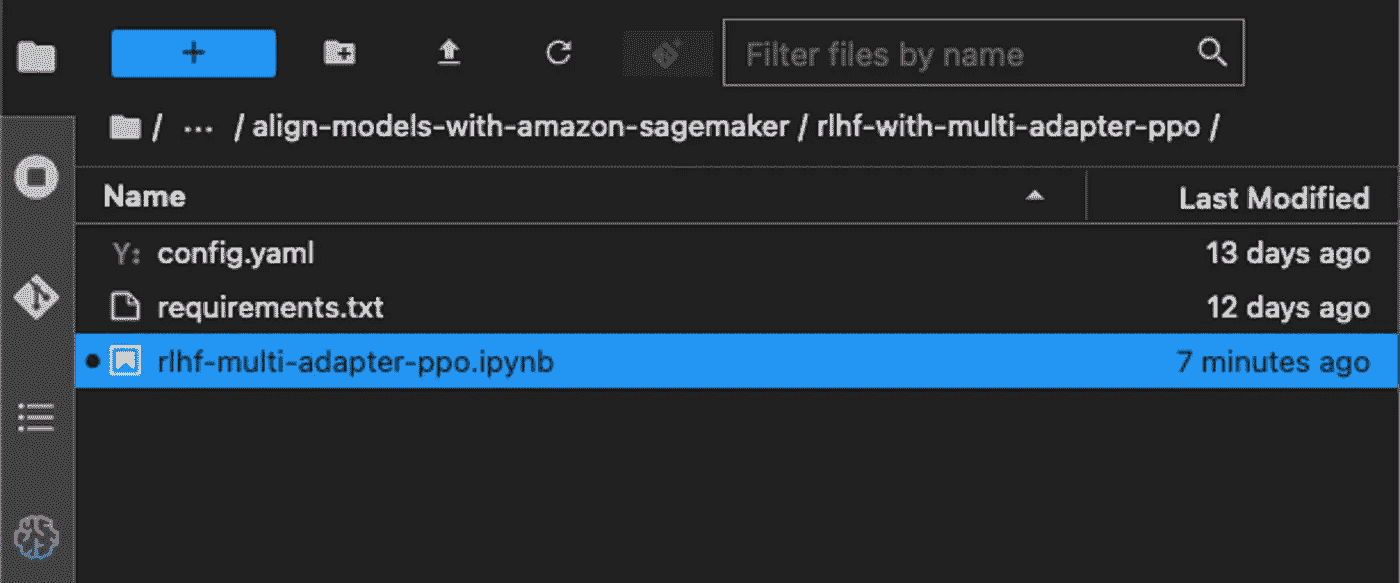 + Filter files by name
/ ... / align-models-with-amazon-sagemaker / rlhf-with-multi-adapter-ppo /
Name Last Modified
Y: config.yaml 13 days ago
requirements.txt 12 days ago
rlhf-multi-adapter-ppo.ipynb 7 minutes ago